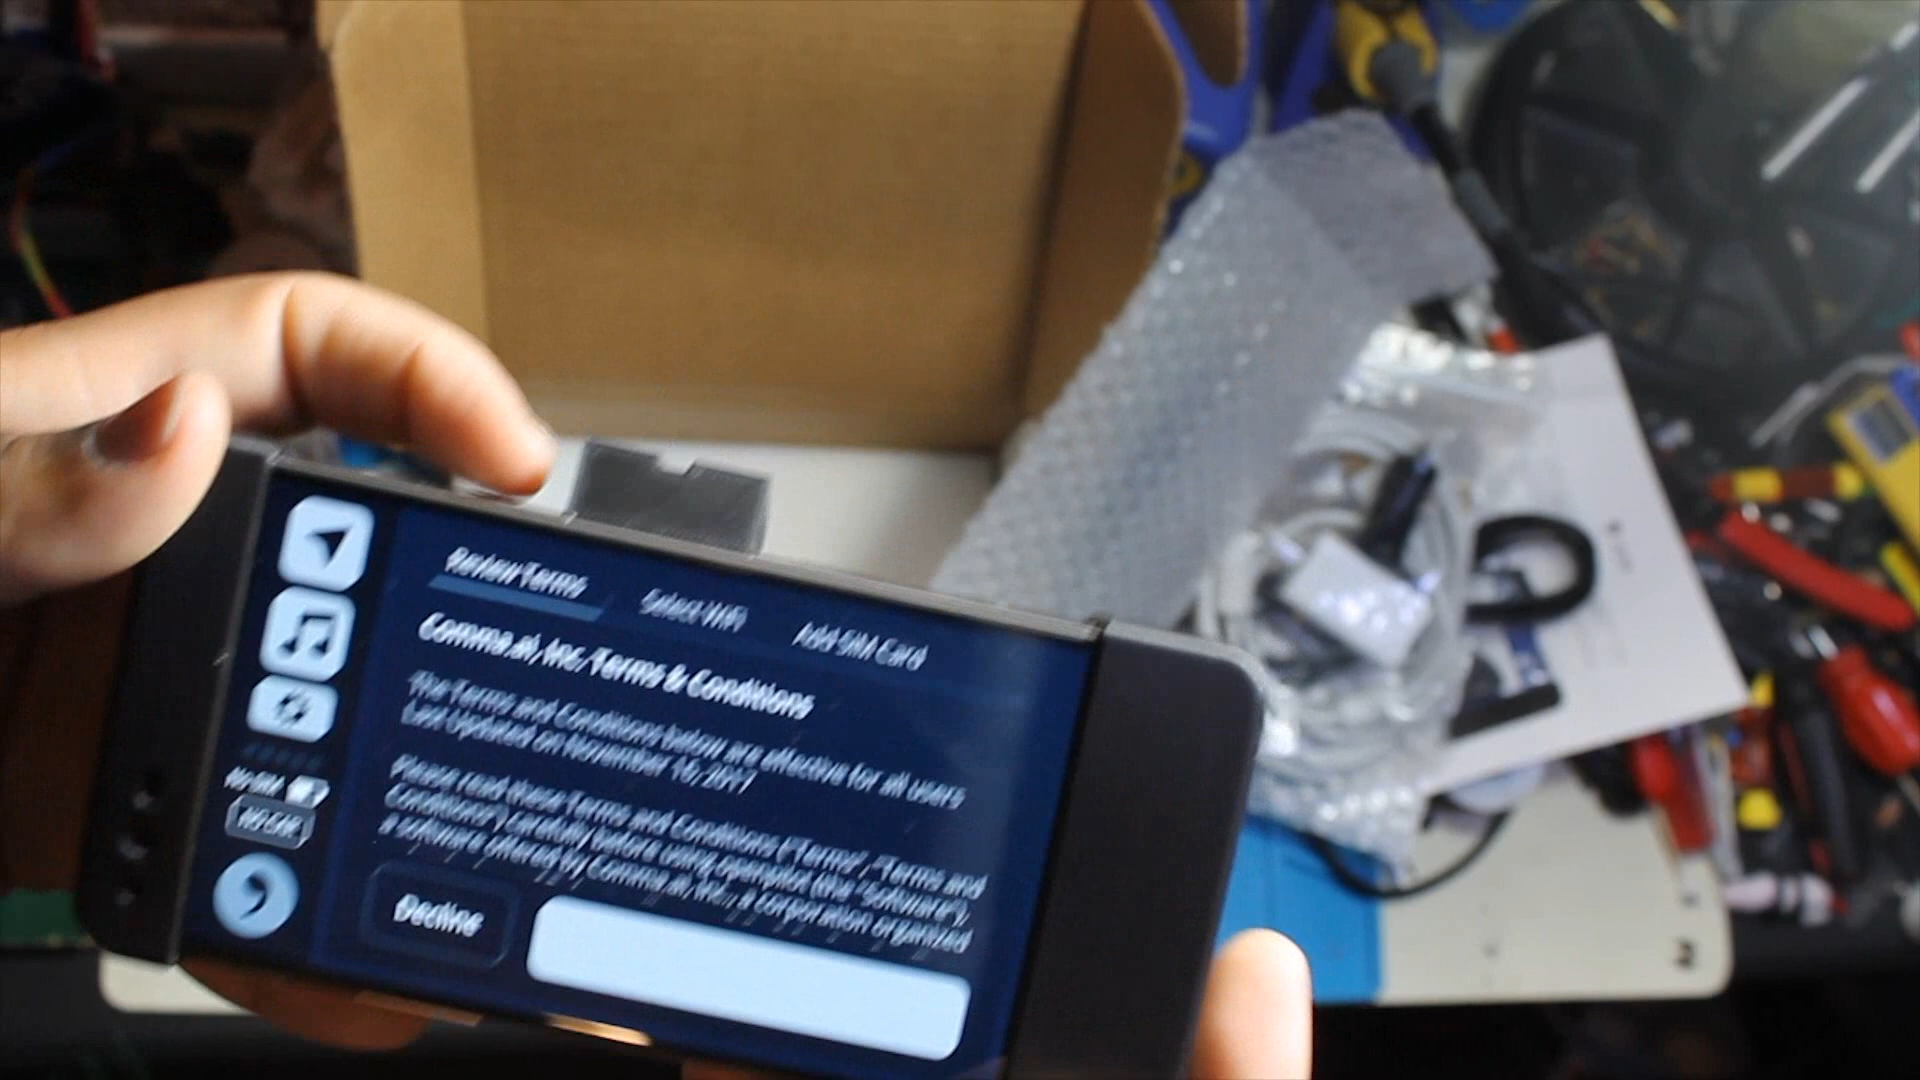 Review Terms
Select WiFi
Add SIM Card
Comma.ai, Inc. Terms & Conditions
The Terms and Conditions below are effective for all users
Last Updated on November 16, 2017
Please read these Terms and Conditions ("Terms", "Terms and
Conditions") carefully before using openpilot (the "Software"),
a software offered by Comma.ai, Inc., a corporation organized
NO SIM
Decline